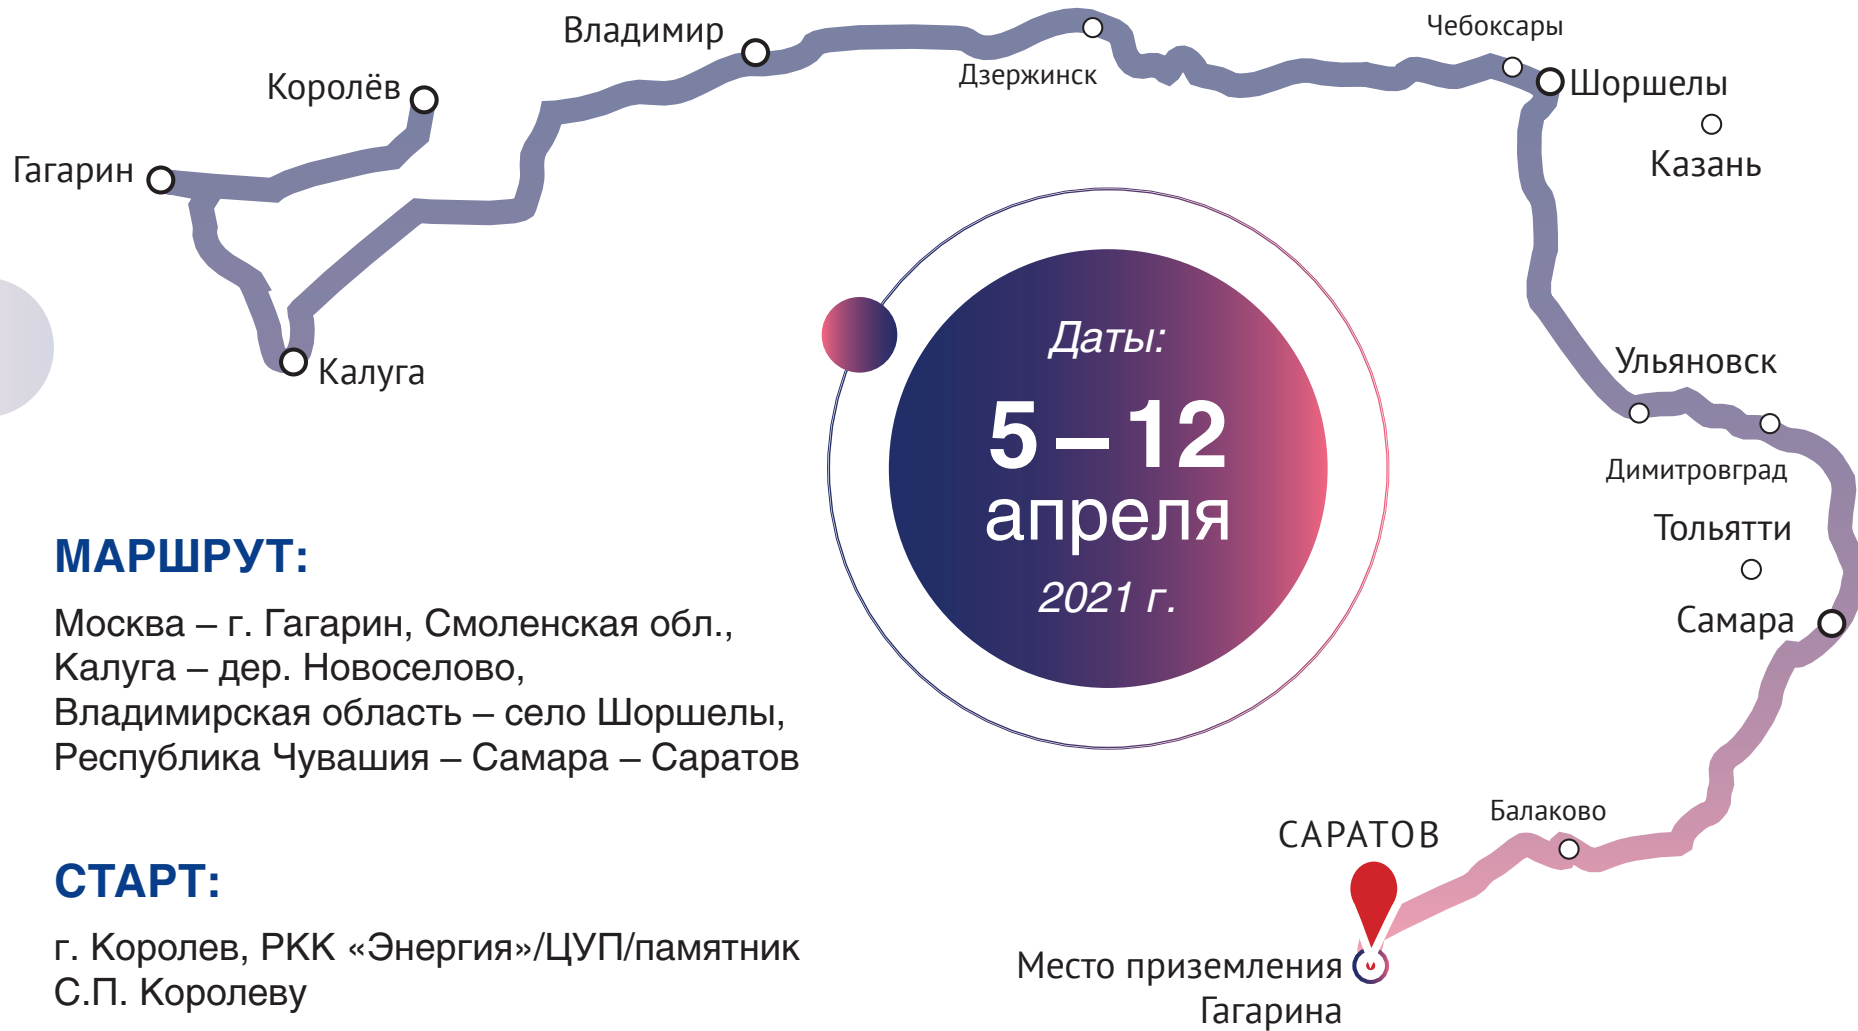 Владимир
Чебоксары
Дзержинск
Королёв
Шоршелы
Гагарин
Казань
Калуга
Даты:
5 – 12
апреля
2021 г.
Ульяновск
Димитровград
Тольятти
Самара
МАРШРУТ:
Москва – г. Гагарин, Смоленская обл.,
Калуга – дер. Новоселово,
Владимирская область – село Шоршелы,
Республика Чувашия – Самара – Саратов
Балаково
САРАТОВ
СТАРТ:
г. Королев, РКК «Энергия»/ЦУП/памятник
С.П. Королеву
Место приземления
Гагарина